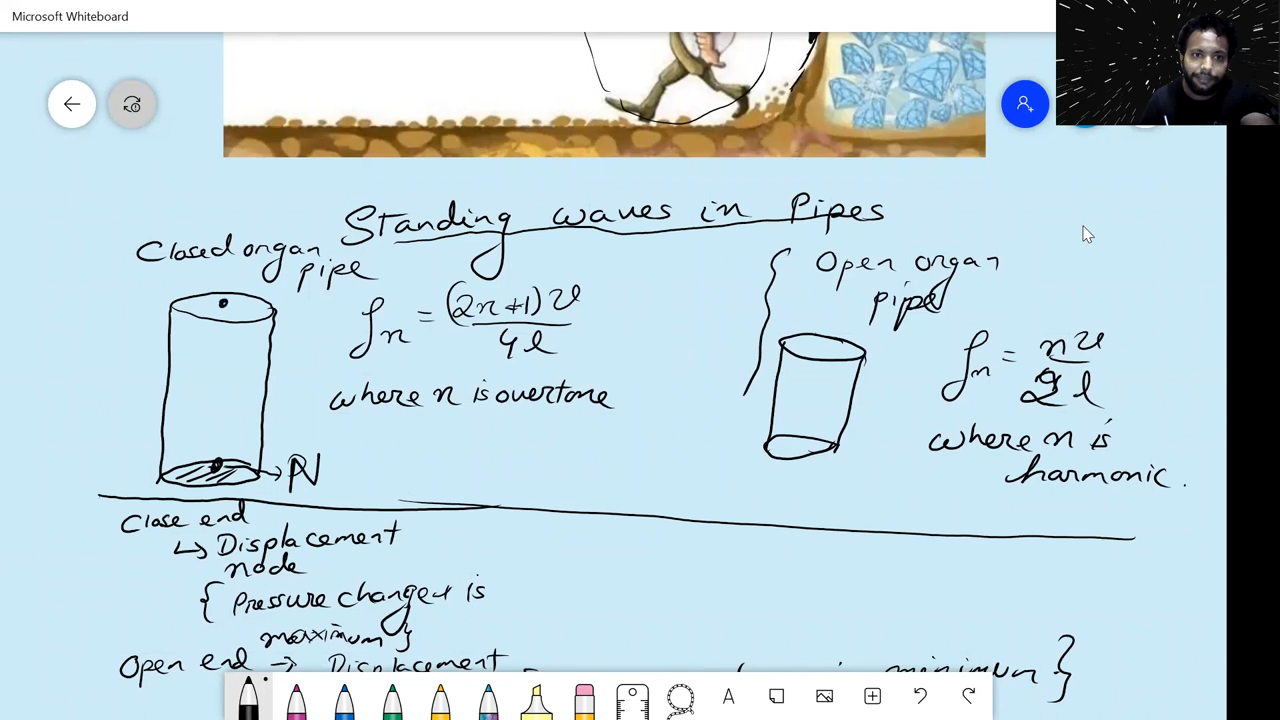 Microsoft Whiteboard
Standing waves in Pipes
Closed organ
pipe
fn = (2n+1)v
4l
where n is overtone
N
Open organ
pipe
fn = nv
2l
where n is
harmonic.
Close end
↳ Displacement
node
{ Pressure change is
maximum }
Open end → Displacement
minimum }
A